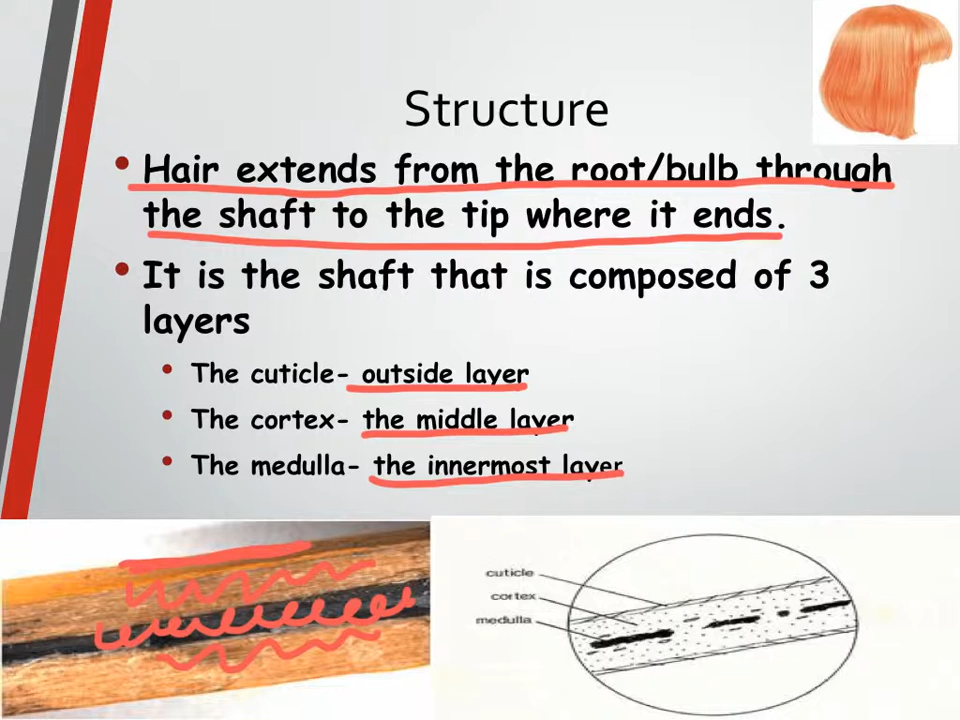 Structure
• Hair extends from the root/bulb through
the shaft to the tip where it ends.
• It is the shaft that is composed of 3
layers
• The cuticle- outside layer
• The cortex- the middle layer
• The medulla- the innermost layer
cuticle
cortex
medulla